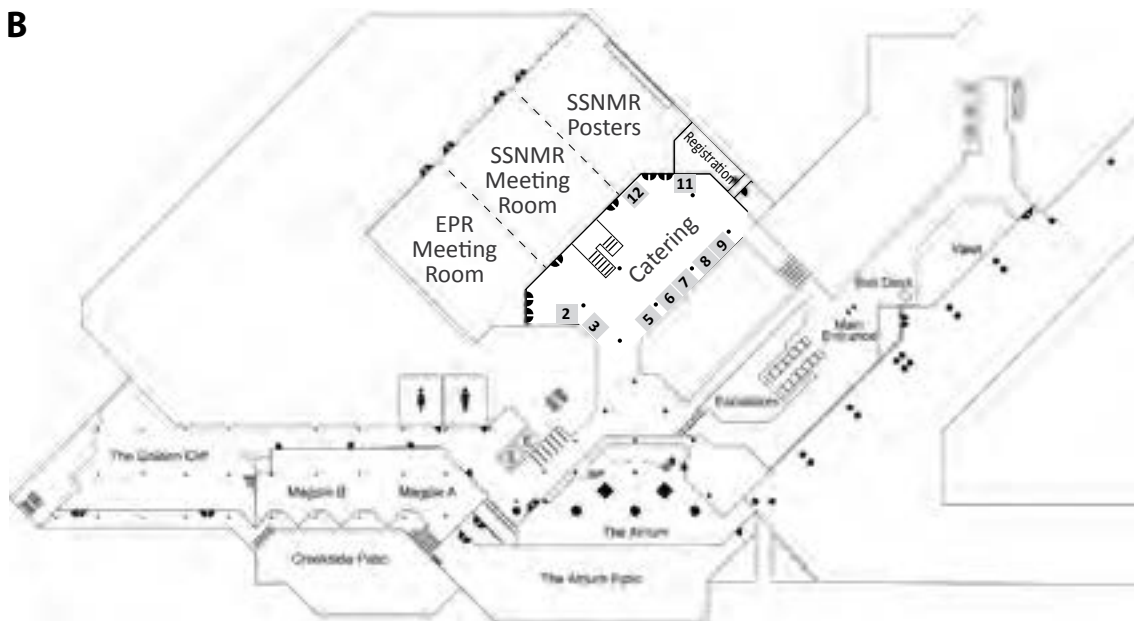 B
SSNMR
Posters
Registration
SSNMR
Meeting
Room
12
11
EPR
Meeting
Room
Catering
9
8
7
6
5
2
3
Main
Entrance
Escalators
Magpie B
Magpie A
The Atrium
Creekside Patio
The Atrium Patio